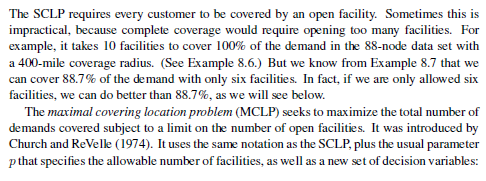 The SCLP requires every customer to be covered by an open facility. Sometimes this is
impractical, because complete coverage would require opening too many facilities. For
example, it takes 10 facilities to cover 100% of the demand in the 88-node data set with
a 400-mile coverage radius. (See Example 8.6.) But we know from Example 8.7 that we
can cover 88.7% of the demand with only six facilities. In fact, if we are only allowed six
facilities, we can do better than 88.7%, as we will see below.
The maximal covering location problem (MCLP) seeks to maximize the total number of
demands covered subject to a limit on the number of open facilities. It was introduced by
Church and ReVelle (1974). It uses the same notation as the SCLP, plus the usual parameter
p that specifies the allowable number of facilities, as well as a new set of decision variables: